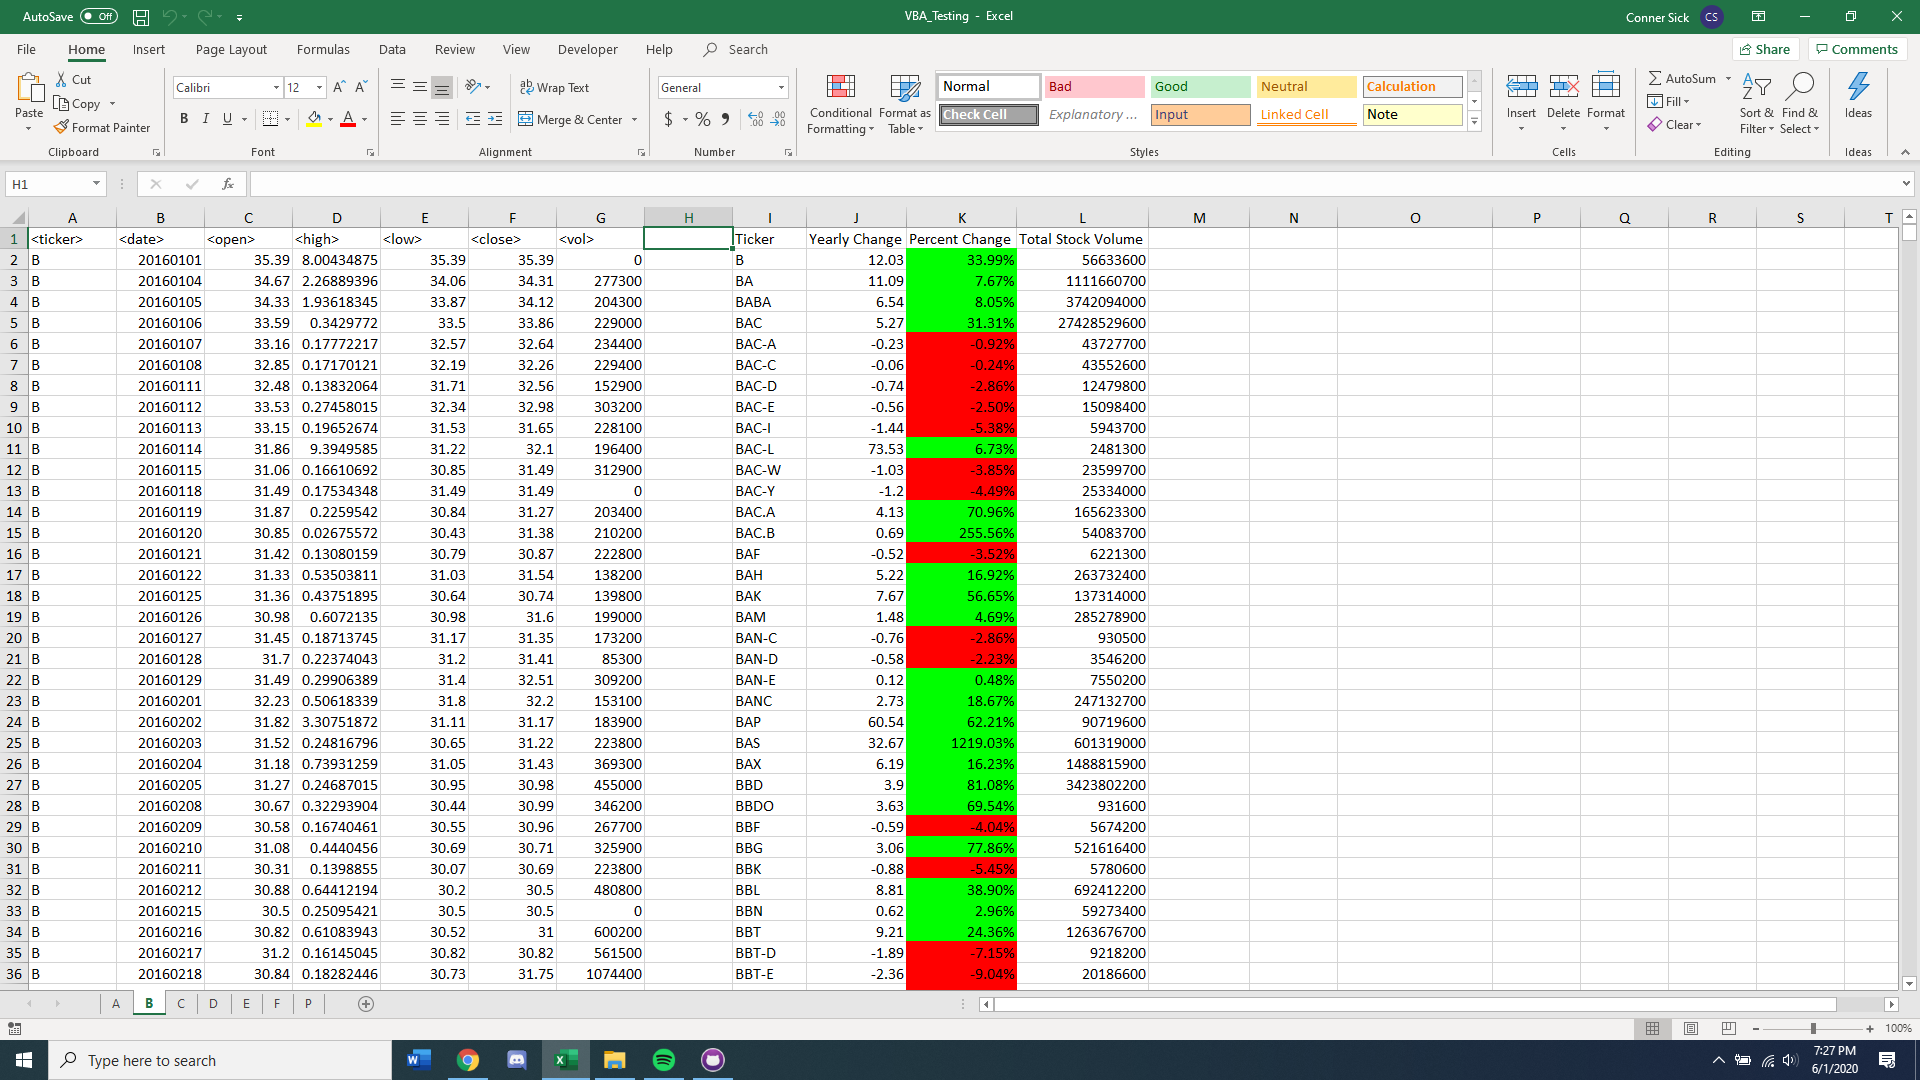 AutoSave Off VBA_Testing - Excel Conner Sick CS
File Home Insert Page Layout Formulas Data Review View Developer Help Search Share Comments
Paste Cut Copy Format Painter Clipboard
Calibri 12 A A B I U A Font
Wrap Text Merge & Center Alignment
General $ % Number
Conditional Formatting Format as Table
Normal Bad Good Neutral Calculation
Check Cell Explanatory ... Input Linked Cell Note
Styles
Insert Delete Format Cells
AutoSum Fill Clear Sort & Filter Find & Select Editing
Ideas Ideas
H1 fx
A B C D E F G H I J K L M N O P Q R S T
1 <ticker> <date> <open> <high> <low> <close> <vol> Ticker Yearly Change Percent Change Total Stock Volume
2 B 20160101 35.39 8.00434875 35.39 35.39 0 B 12.03 33.99% 56633600
3 B 20160104 34.67 2.26889396 34.06 34.31 277300 BA 11.09 7.67% 1111660700
4 B 20160105 34.33 1.93618345 33.87 34.12 204300 BABA 6.54 8.05% 3742094000
5 B 20160106 33.59 0.3429772 33.5 33.86 229000 BAC 5.27 31.31% 27428529600
6 B 20160107 33.16 0.17772217 32.57 32.64 234400 BAC-A -0.23 -0.92% 43727700
7 B 20160108 32.85 0.17170121 32.19 32.26 229400 BAC-C -0.06 -0.24% 43552600
8 B 20160111 32.48 0.13832064 31.71 32.56 152900 BAC-D -0.74 -2.86% 12479800
9 B 20160112 33.53 0.27458015 32.34 32.98 303200 BAC-E -0.56 -2.50% 15098400
10 B 20160113 33.15 0.19652674 31.53 31.65 228100 BAC-I -1.44 -5.38% 5943700
11 B 20160114 31.86 9.3949585 31.22 32.1 196400 BAC-L 73.53 6.73% 2481300
12 B 20160115 31.06 0.16610692 30.85 31.49 312900 BAC-W -1.03 -3.85% 23599700
13 B 20160118 31.49 0.17534348 31.49 31.49 0 BAC-Y -1.2 -4.49% 25334000
14 B 20160119 31.87 0.2259542 30.84 31.27 203400 BAC.A 4.13 70.96% 165623300
15 B 20160120 30.85 0.02675572 30.43 31.38 210200 BAC.B 0.69 255.56% 54083700
16 B 20160121 31.42 0.13080159 30.79 30.87 222800 BAF -0.52 -3.52% 6221300
17 B 20160122 31.33 0.53503811 31.03 31.54 138200 BAH 5.22 16.92% 263732400
18 B 20160125 31.36 0.43751895 30.64 30.74 139800 BAK 7.67 56.65% 137314000
19 B 20160126 30.98 0.6072135 30.98 31.6 199000 BAM 1.48 4.69% 285278900
20 B 20160127 31.45 0.18713745 31.17 31.35 173200 BAN-C -0.76 -2.86% 930500
21 B 20160128 31.7 0.22374043 31.2 31.41 85300 BAN-D -0.58 -2.23% 3546200
22 B 20160129 31.49 0.29906389 31.4 32.51 309200 BAN-E 0.12 0.48% 7550200
23 B 20160201 32.23 0.50618339 31.8 32.2 153100 BANC 2.73 18.67% 247132700
24 B 20160202 31.82 3.30751872 31.11 31.17 183900 BAP 60.54 62.21% 90719600
25 B 20160203 31.52 0.24816796 30.65 31.22 223800 BAS 32.67 1219.03% 601319000
26 B 20160204 31.18 0.73931259 31.05 31.43 369300 BAX 6.19 16.23% 1488815900
27 B 20160205 31.27 0.24687015 30.95 30.98 455000 BBD 3.9 81.08% 3423802200
28 B 20160208 30.67 0.32293904 30.44 30.99 346200 BBDO 3.63 69.54% 931600
29 B 20160209 30.58 0.16740461 30.55 30.96 267700 BBF -0.59 -4.04% 5674200
30 B 20160210 31.08 0.4440456 30.69 30.71 325900 BBG 3.06 77.86% 521616400
31 B 20160211 30.31 0.1398855 30.07 30.69 223800 BBK -0.88 -5.45% 5780600
32 B 20160212 30.88 0.64412194 30.2 30.5 480800 BBL 8.81 38.90% 692412200
33 B 20160215 30.5 0.25095421 30.5 30.5 0 BBN 0.62 2.96% 59273400
34 B 20160216 30.82 0.61083943 30.52 31 600200 BBT 9.21 24.36% 1263676700
35 B 20160217 31.2 0.16145045 30.82 30.82 561500 BBT-D -1.89 -7.15% 9218200
36 B 20160218 30.84 0.18282446 30.73 31.75 1074400 BBT-E -2.36 -9.04% 20186600
A B C D E F P
100%
Type here to search 7:27 PM
6/1/2020